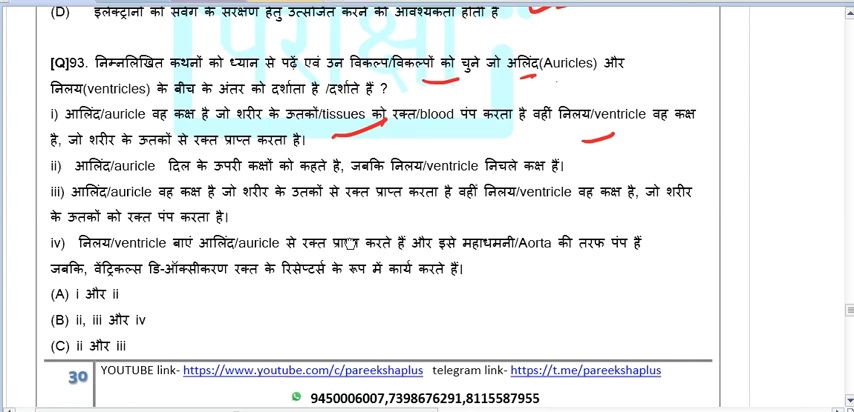 (D) इलेक्ट्रानों को संवेग के संरक्षण हेतु उत्सर्जित करने की आवश्यकता होती है
परीक्षा
[Q]93. निम्नलिखित कथनों को ध्यान से पढ़ें एवं उन विकल्प/विकल्पों को चुने जो अलिंद(Auricles) और
निलय(ventricles) के बीच के अंतर को दर्शाता है /दर्शाते हैं ?
i) आलिंद/auricle वह कक्ष है जो शरीर के ऊतकों/tissues को रक्त/blood पंप करता है वहीं निलय/ventricle वह कक्ष
है, जो शरीर के ऊतकों से रक्त प्राप्त करता है।
ii) आलिंद/auricle दिल के ऊपरी कक्षों को कहते है, जबकि निलय/ventricle निचले कक्ष हैं।
iii) आलिंद/auricle वह कक्ष है जो शरीर के उतकों से रक्त प्राप्त करता है वहीं निलय/ventricle वह कक्ष है, जो शरीर
के ऊतकों को रक्त पंप करता है।
iv) निलय/ventricle बाएं आलिंद/auricle से रक्त प्राप्त करते हैं और इसे महाधमनी/Aorta की तरफ पंप हैं
जबकि, वेंट्रिकल्स डि-ऑक्सीकरण रक्त के रिसेप्टर्स के रूप में कार्य करते हैं।
(A) i और ii
(B) ii, iii और iv
(C) ii और iii
30 YOUTUBE link- https://www.youtube.com/c/pareekshaplus telegram link- https://t.me/pareekshaplus
9450006007,7398676291,8115587955